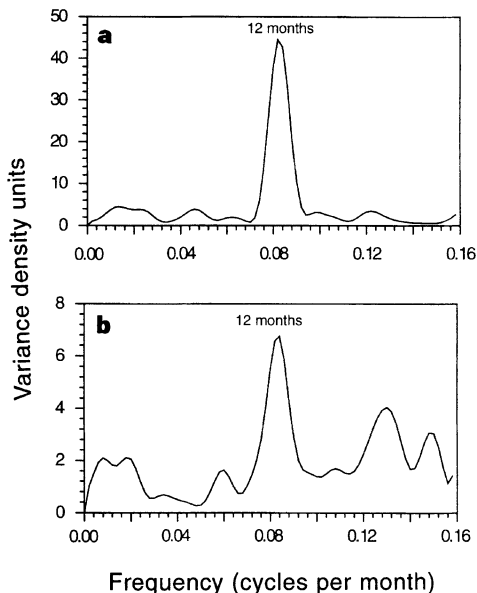 a
12 months
50
40
30
20
10
0
0.00 0.04 0.08 0.12 0.16
Variance density units
b
12 months
8
6
4
2
0
0.00 0.04 0.08 0.12 0.16
Frequency (cycles per month)